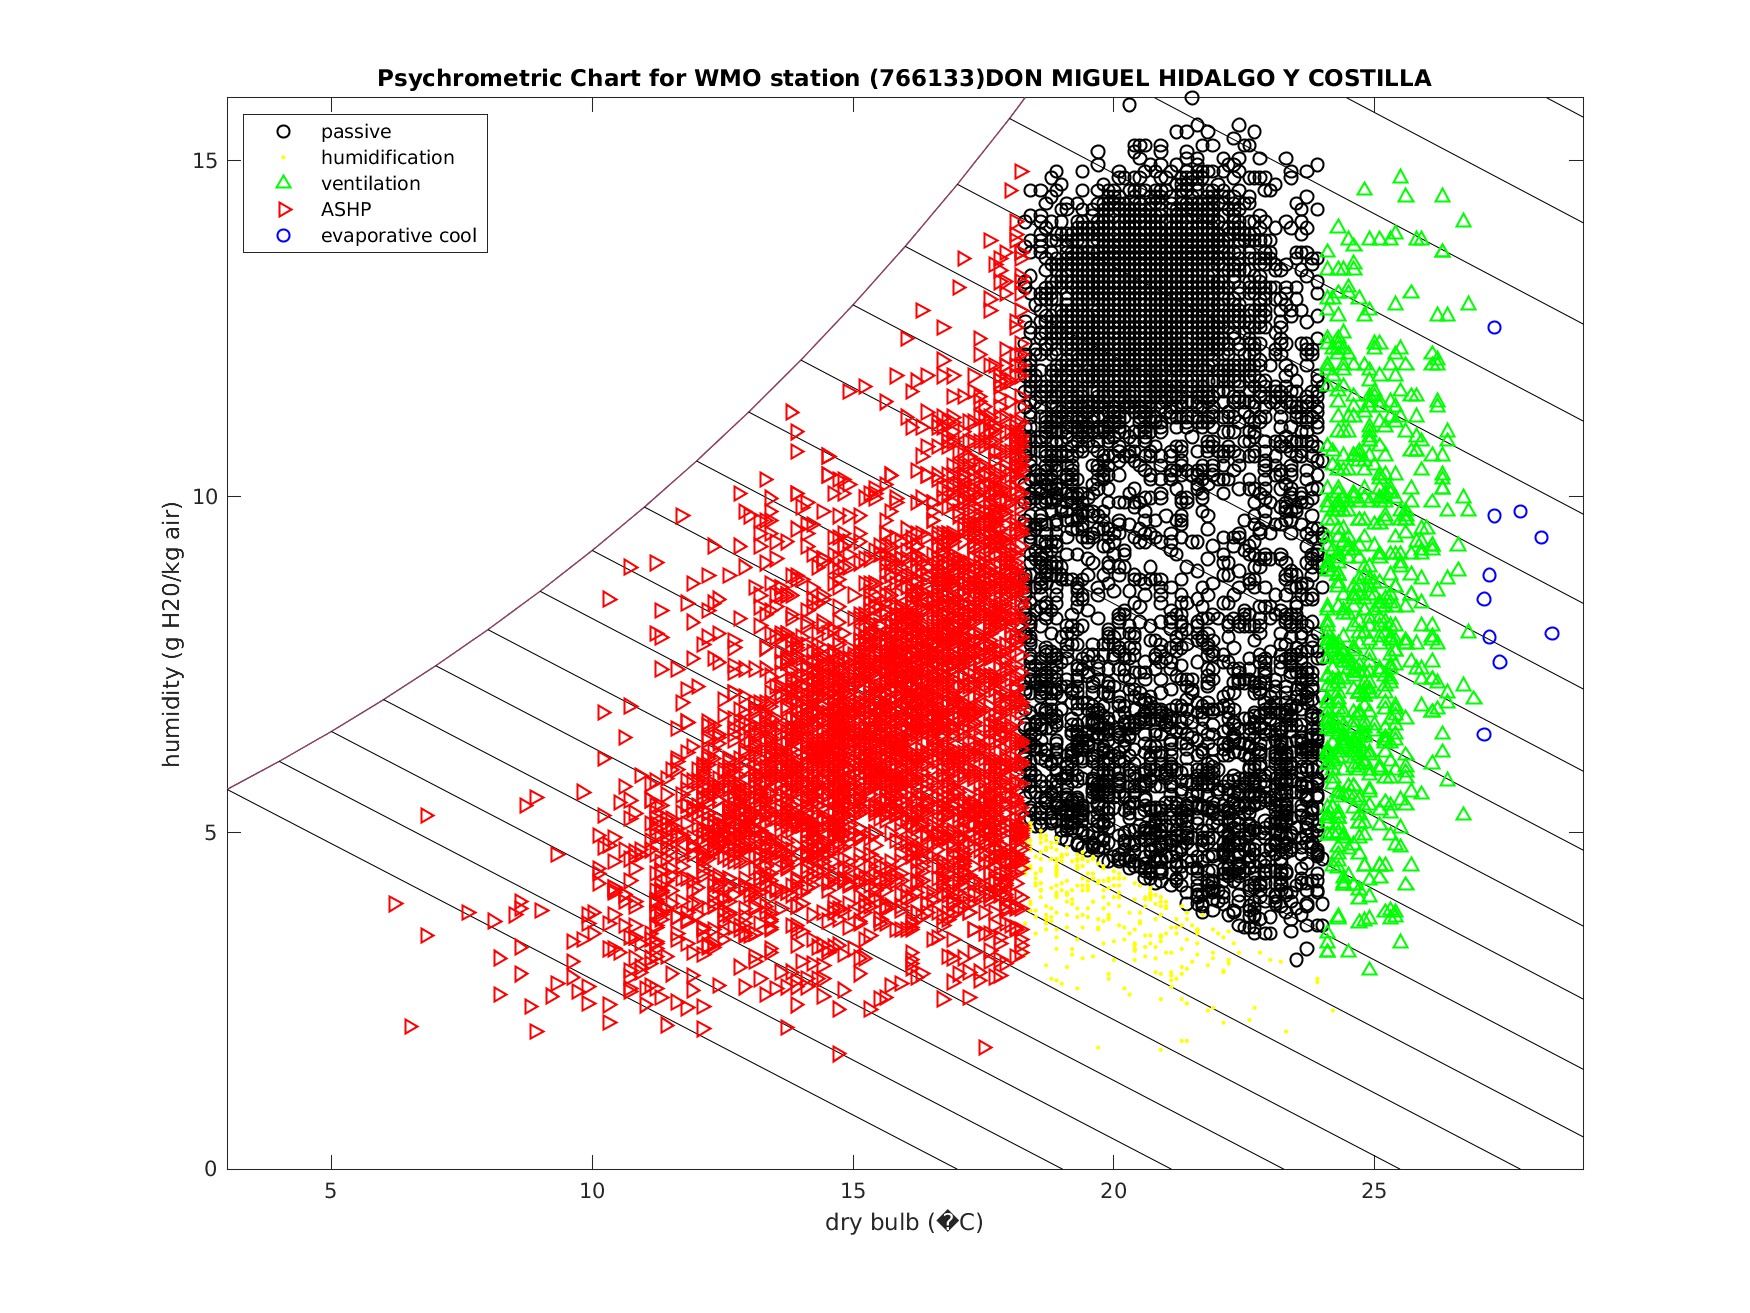 Psychrometric Chart for WMO station (766133)DON MIGUEL HIDALGO Y COSTILLA
passive
humidification
ventilation
ASHP
evaporative cool
humidity (g H20/kg air)
15
10
5
0
5
10
15
20
25
dry bulb (�C)